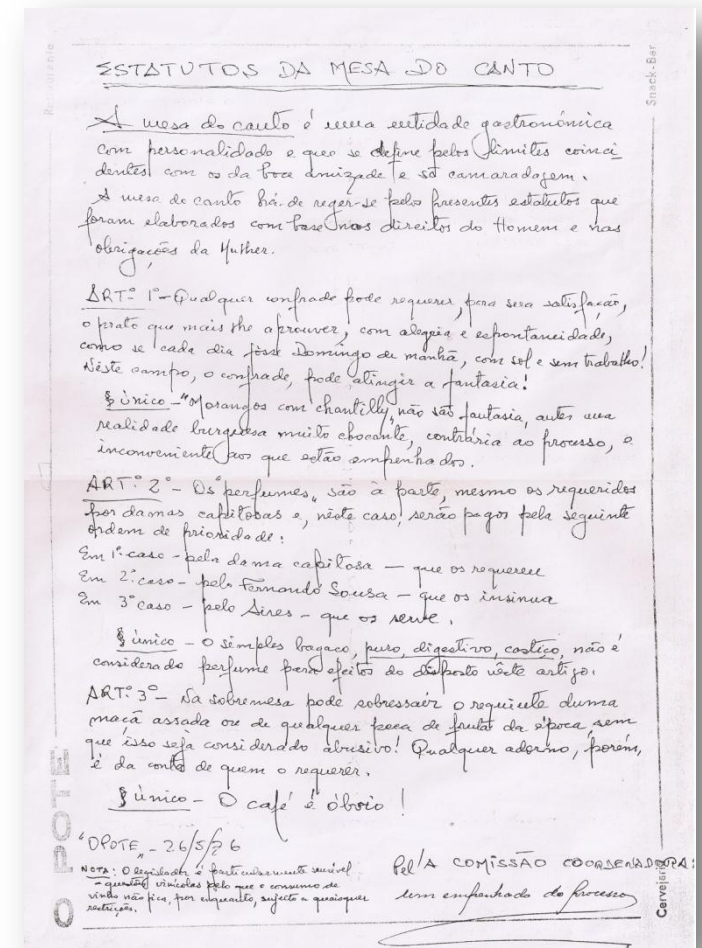 Restaurante
Snack-Bar
ESTATUTOS DA MESA DO CANTO
A mesa do canto é uma entidade gastronómica
com personalidade e que se define pelos limites coinci
dentes com os da boa amizade e sã camaradagem.
A mesa de canto há-de reger-se pelos presentes estatutos que
foram elaborados com base nos direitos do Homem e nas
obrigações da Mulher.
ART.º 1º - Qualquer confrade pode requerer, para sua satisfação,
o prato que mais lhe aprouver, com alegria e espontaneidade,
como se cada dia fôsse Domingo de manhã, com sol e sem trabalho!
Nêste campo, o confrade, pode atingir a fantasia!
§ único - "Morangos com chantilly" não são fantasia, antes uma
realidade burguesa muito chocante, contrária ao processo, e
inconveniente aos que estão empenhados.
ART.º 2º - Os "perfumes" são à parte, mesmo os requeridos
por damas capitosas e, nêste caso, serão pagos pela seguinte
ordem de prioridade:
Em 1º caso - pela dama capitosa — que os requereu
Em 2º caso - pelo Fernando Sousa - que os insinua
Em 3º caso - pelo Aires - que os serve.
§ único - O simples bagaço, puro, digestivo, castiço, não é
considerado perfume para efeitos do disposto nêste artigo.
ART.º 3º - Na sobremesa pode sobressair o requinte duma
maçã assada ou de qualquer peça de fruta da época, sem
que isso seja considerado abusivo! Qualquer adorno, porém,
é da conta de quem o requerer.
§ único - O café é óbvio!
"OPOTE" - 26/5/76
NOTA: O legislador é particularmente sensível
a questões vinícolas pelo que o consumo de
vinho não fica, por enquanto, sujeito a quaisquer
restrições.
Pel'A COMISSÃO COORDENADORA:
um empenhado do processo
O POTE
Cervejaria